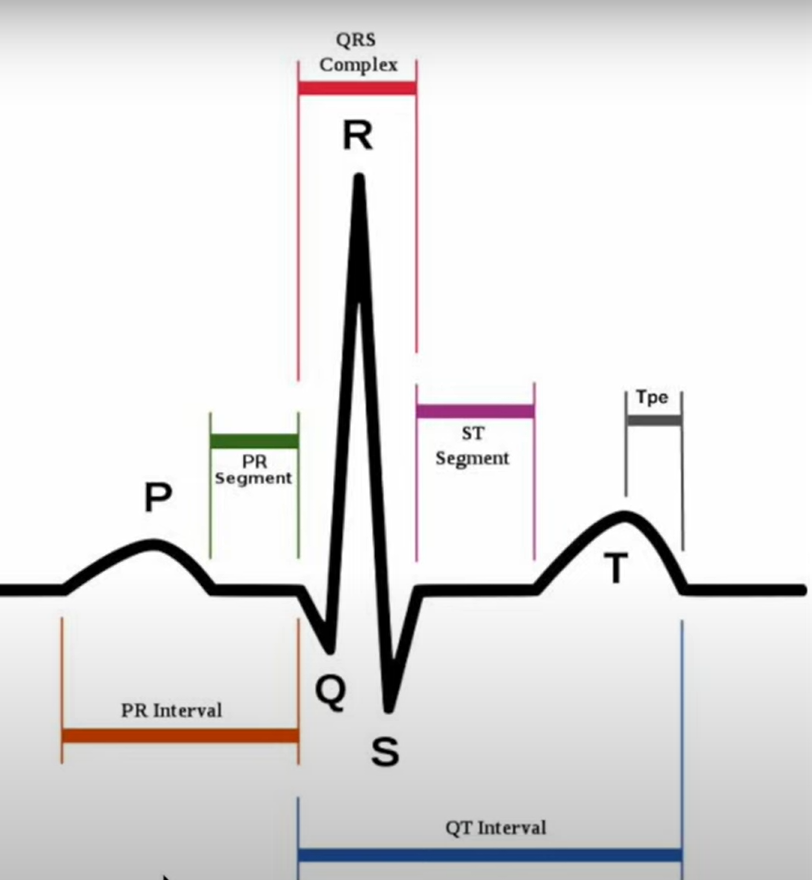 QRS
Complex
R
Tpe
ST
Segment
PR
Segment
P
T
Q
PR Interval
S
QT Interval